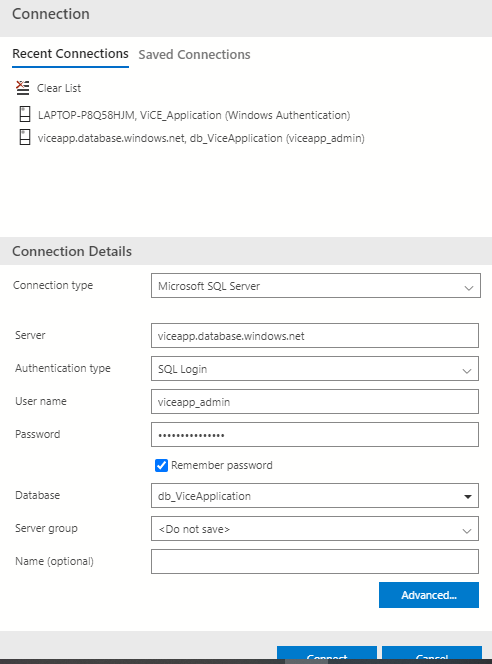 Connection
Recent Connections Saved Connections
Clear List
LAPTOP-P8Q58HJM, ViCE_Application (Windows Authentication)
viceapp.database.windows.net, db_ViceApplication (viceapp_admin)
Connection Details
Connection type Microsoft SQL Server
Server viceapp.database.windows.net
Authentication type SQL Login
User name viceapp_admin
Password •••••••••••••••
Remember password
Database db_ViceApplication
Server group <Do not save>
Name (optional)
Advanced...
Connect Cancel